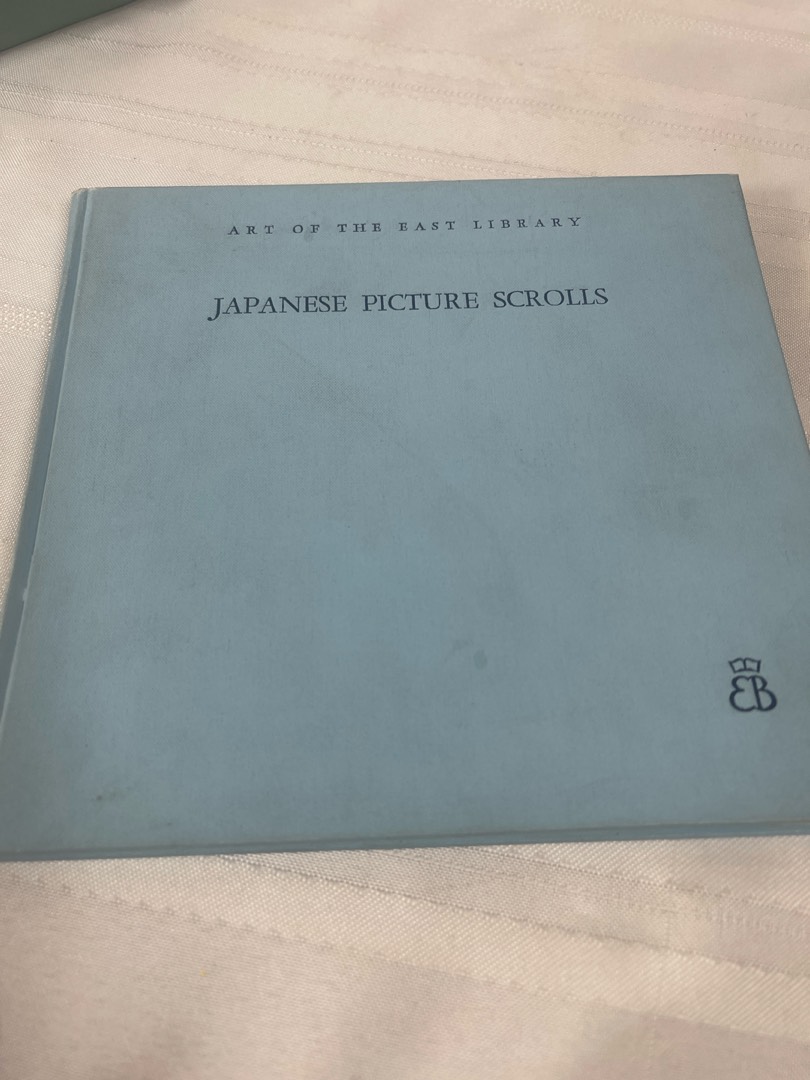 ART OF THE EAST LIBRARY
JAPANESE PICTURE SCROLLS
EB